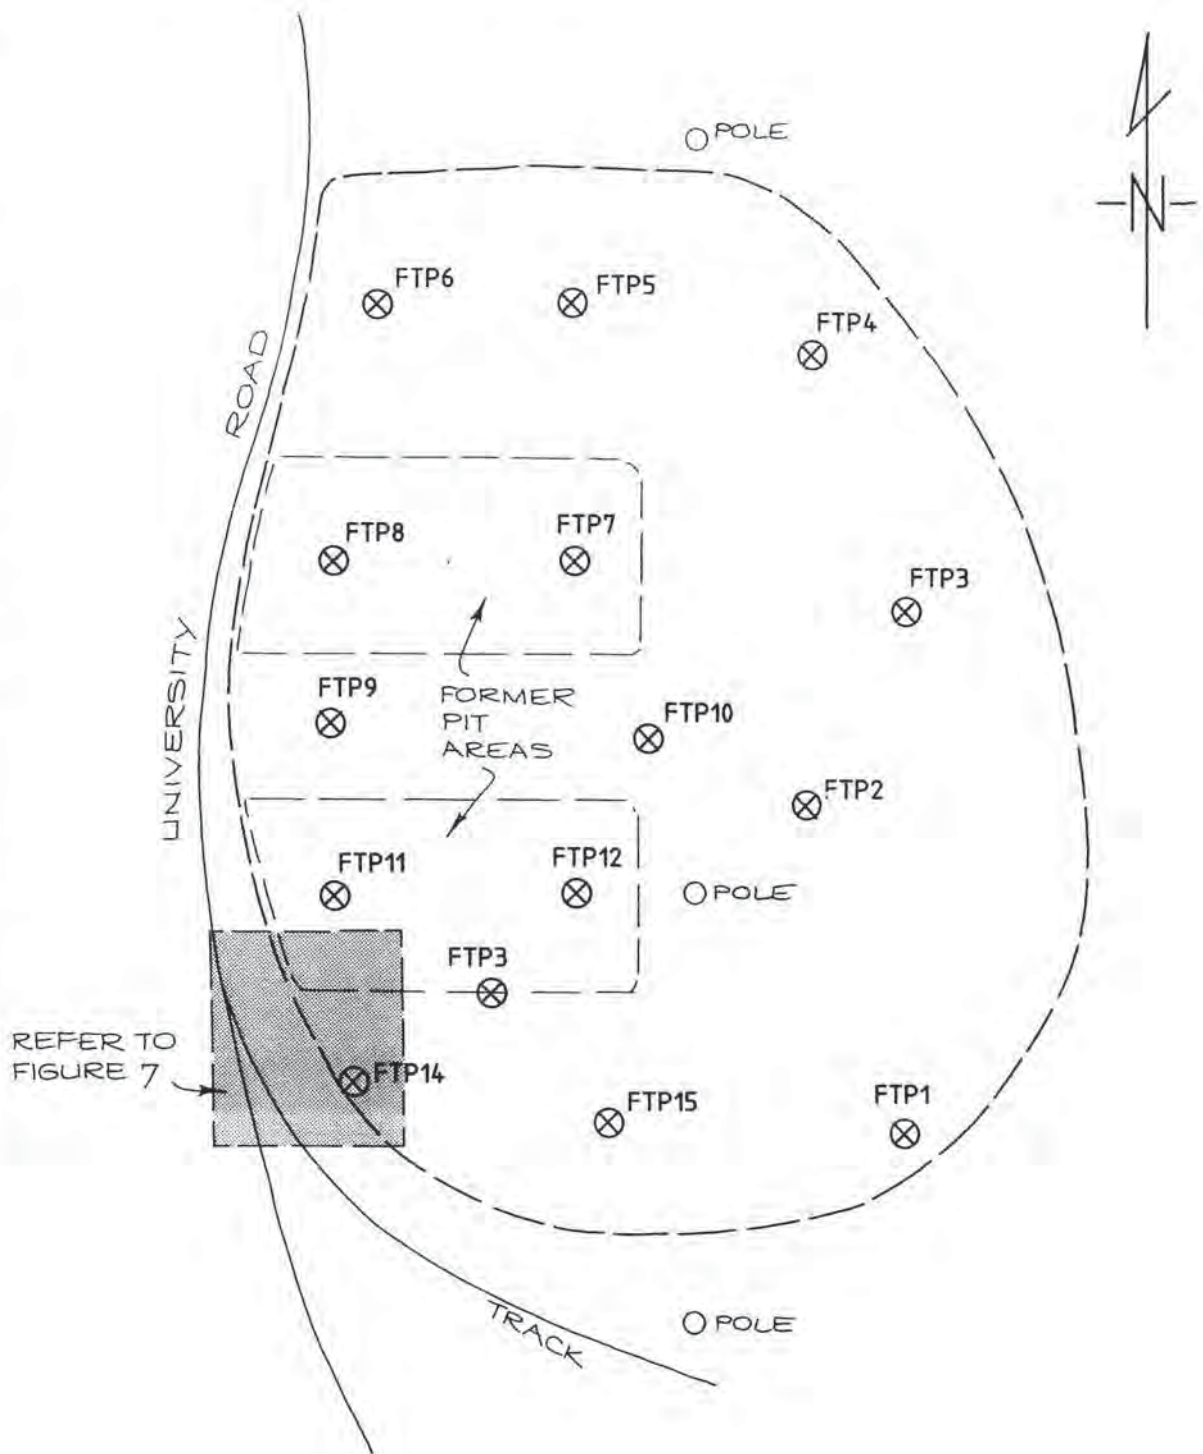 POLE
N
FTP6
FTP5
FTP4
ROAD
FTP8
FTP7
FTP3
UNIVERSITY
FTP9
FORMER
PIT
AREAS
FTP10
FTP2
FTP11
FTP12
POLE
FTP3
REFER TO
FIGURE 7
FTP14
FTP15
FTP1
TRACK
POLE